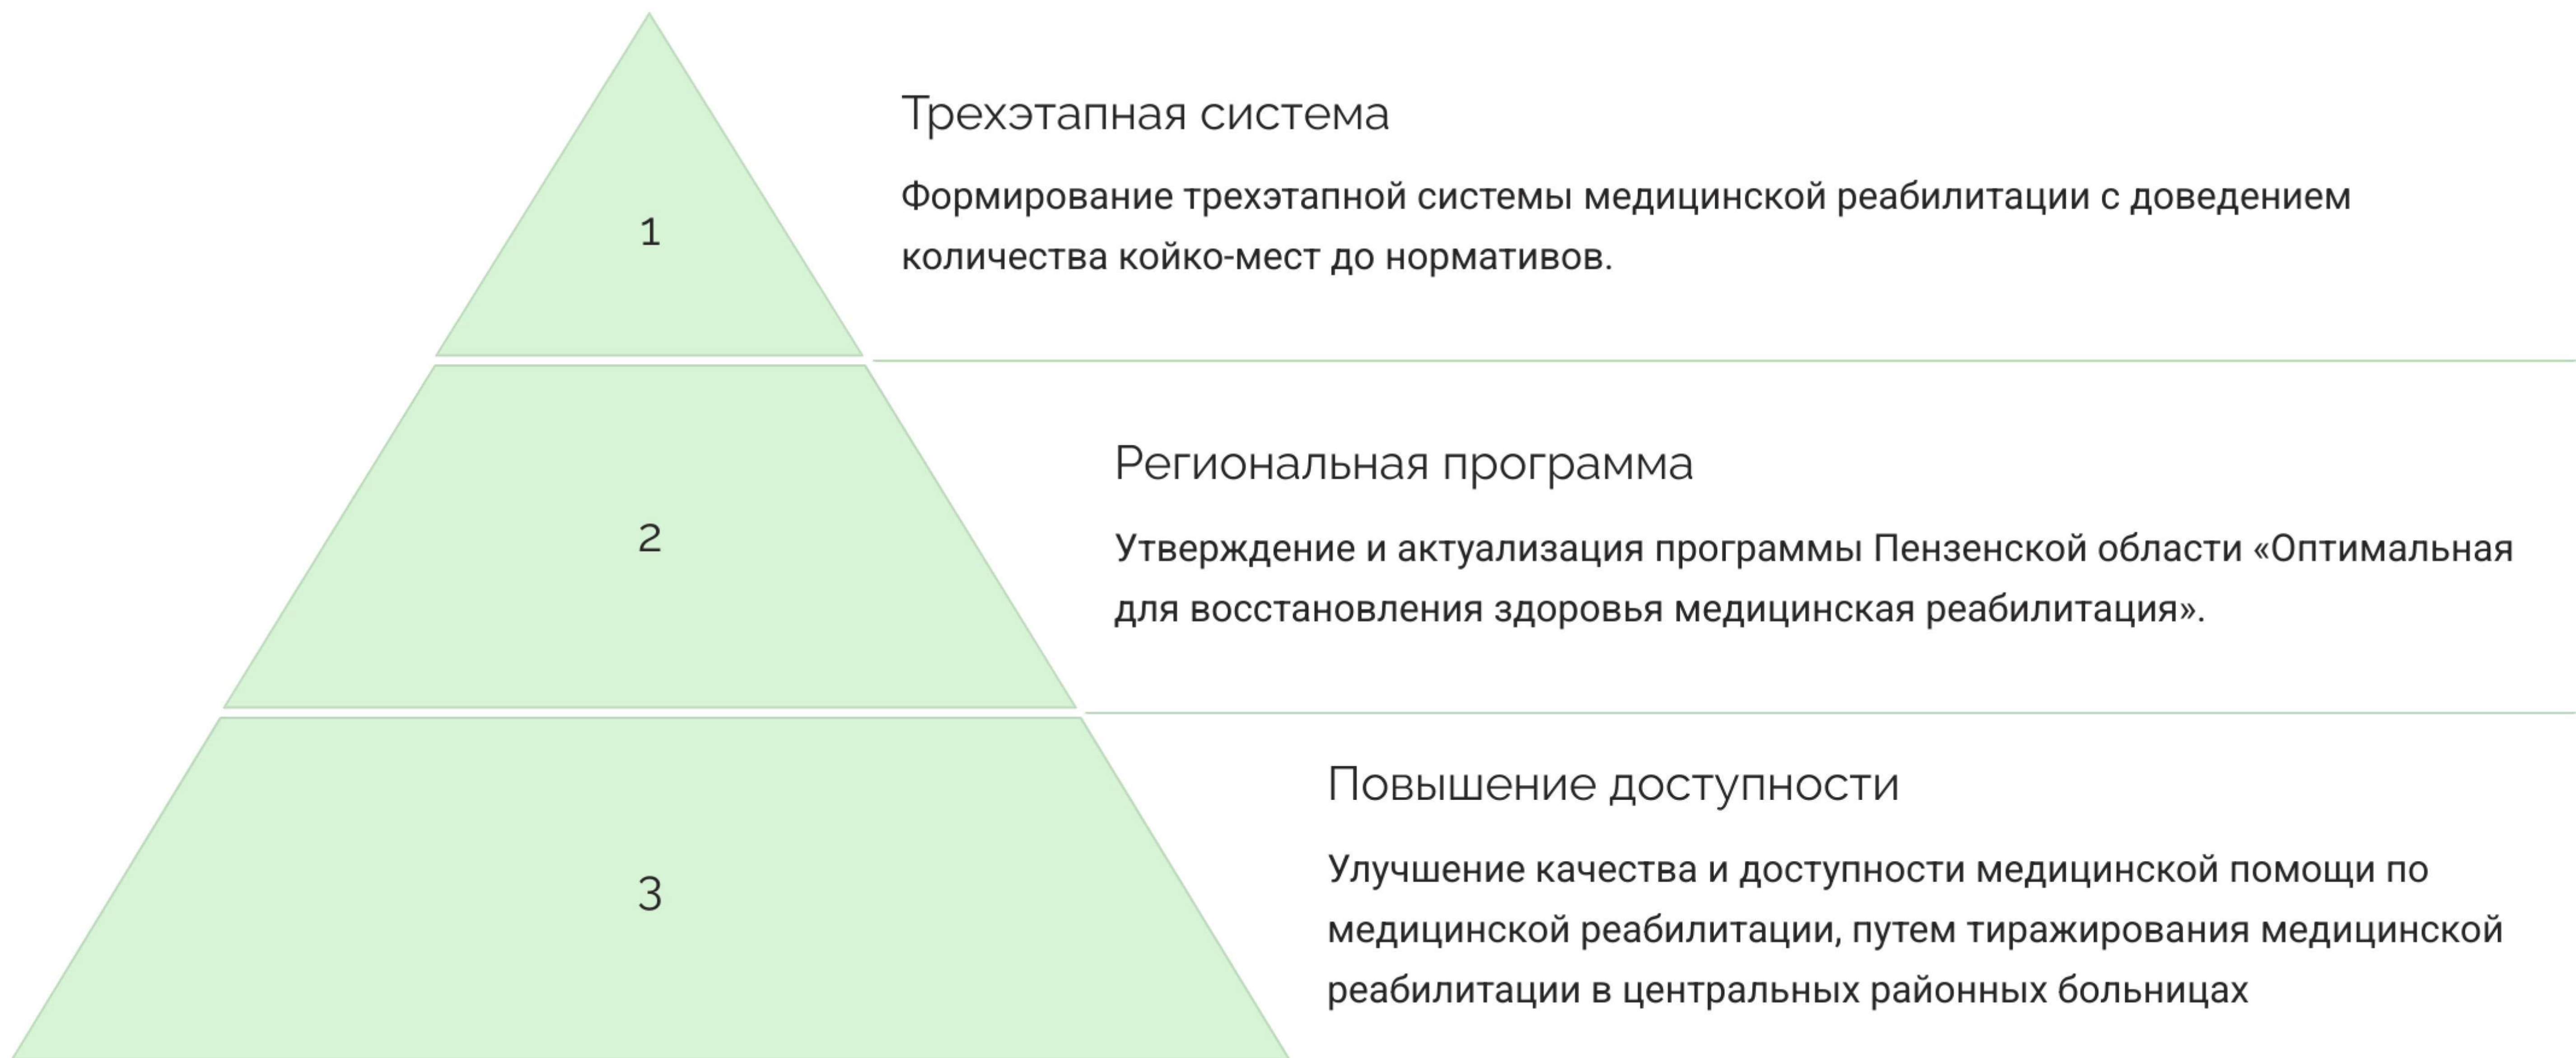 1
Трехэтапная система
Формирование трехэтапной системы медицинской реабилитации с доведением
количества койко-мест до нормативов.
2
Региональная программа
Утверждение и актуализация программы Пензенской области «Оптимальная
для восстановления здоровья медицинская реабилитация».
3
Повышение доступности
Улучшение качества и доступности медицинской помощи по
медицинской реабилитации, путем тиражирования медицинской
реабилитации в центральных районных больницах